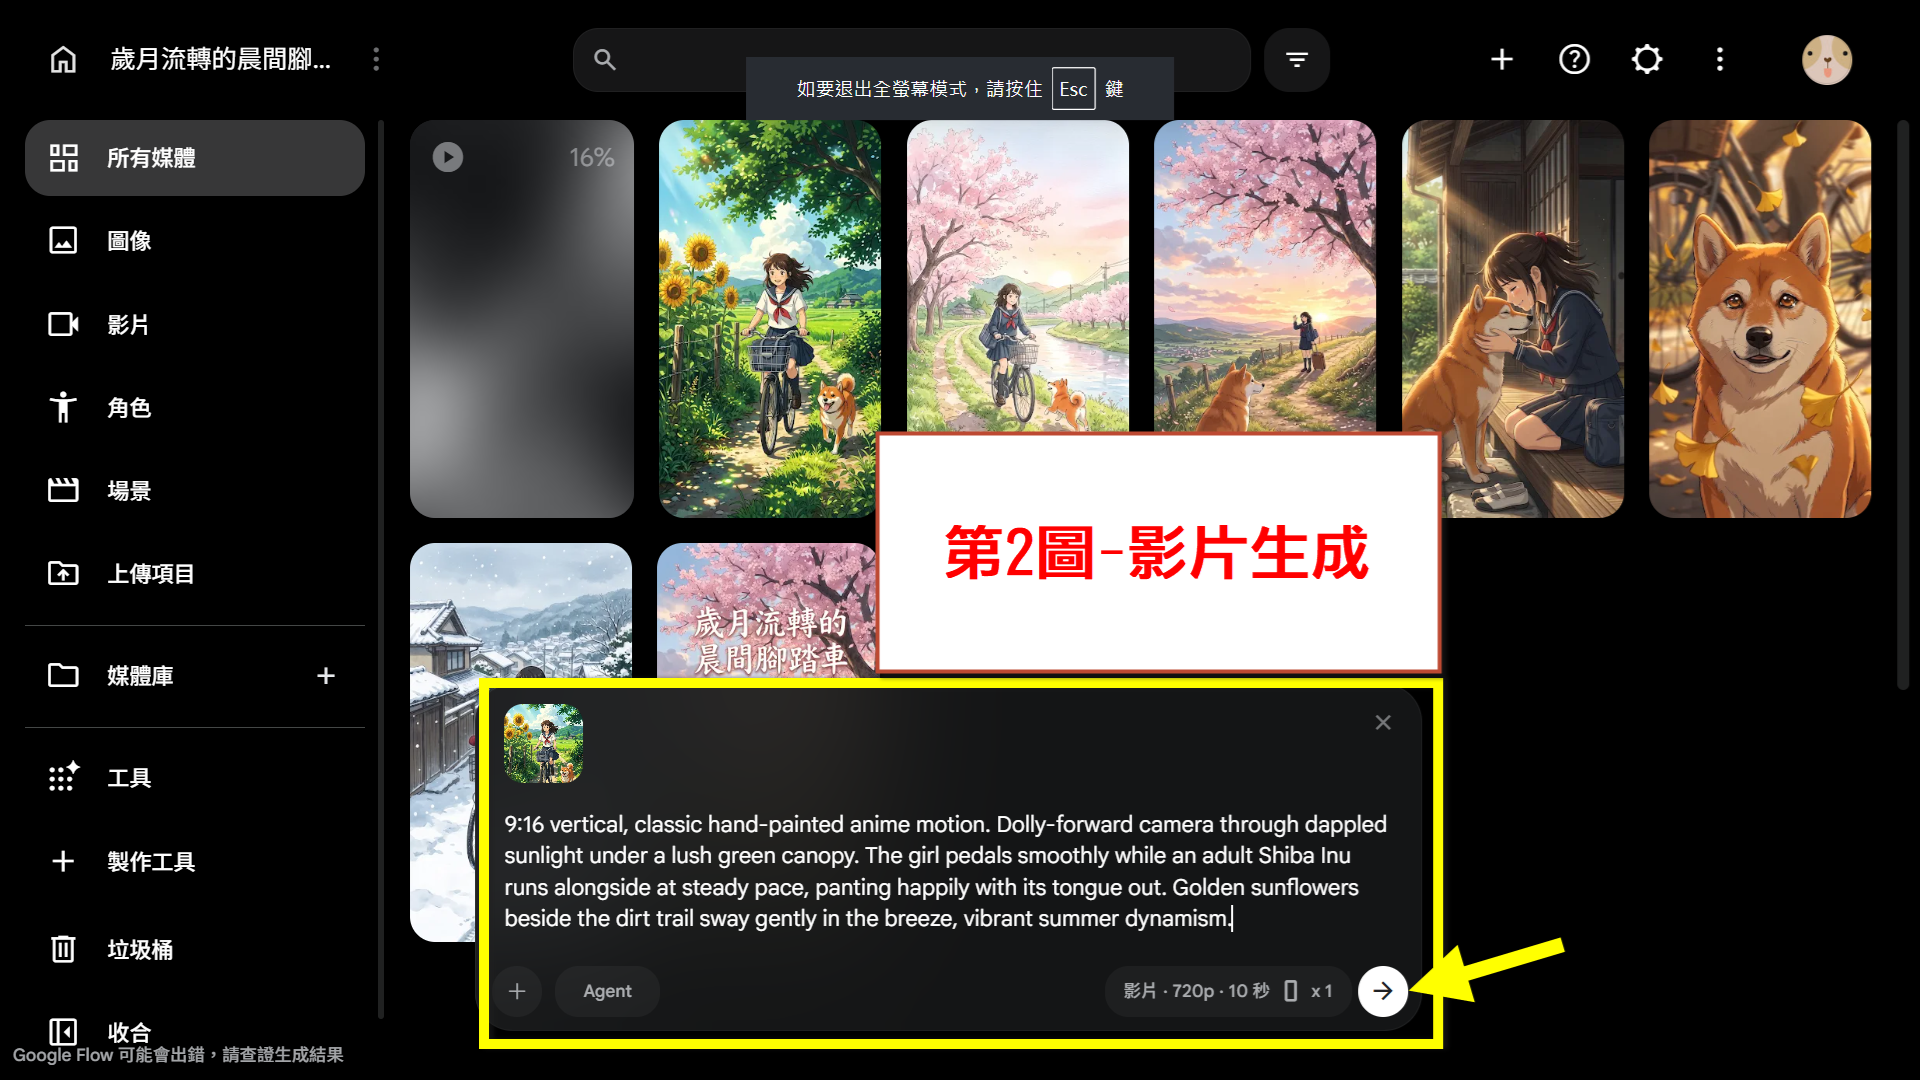 歲月流轉的晨間腳...
如要退出全螢幕模式，請按住 Esc 鍵
所有媒體
圖像
影片
角色
場景
上傳項目
媒體庫
工具
製作工具
垃圾桶
收合
Google Flow 可能會出錯，請查證生成結果
16%
歲月流轉的
晨間腳踏車
第2圖-影片生成
9:16 vertical, classic hand-painted anime motion. Dolly-forward camera through dappled
sunlight under a lush green canopy. The girl pedals smoothly while an adult Shiba Inu
runs alongside at steady pace, panting happily with its tongue out. Golden sunflowers
beside the dirt trail sway gently in the breeze, vibrant summer dynamism.
Agent
影片 · 720p · 10 秒 x 1